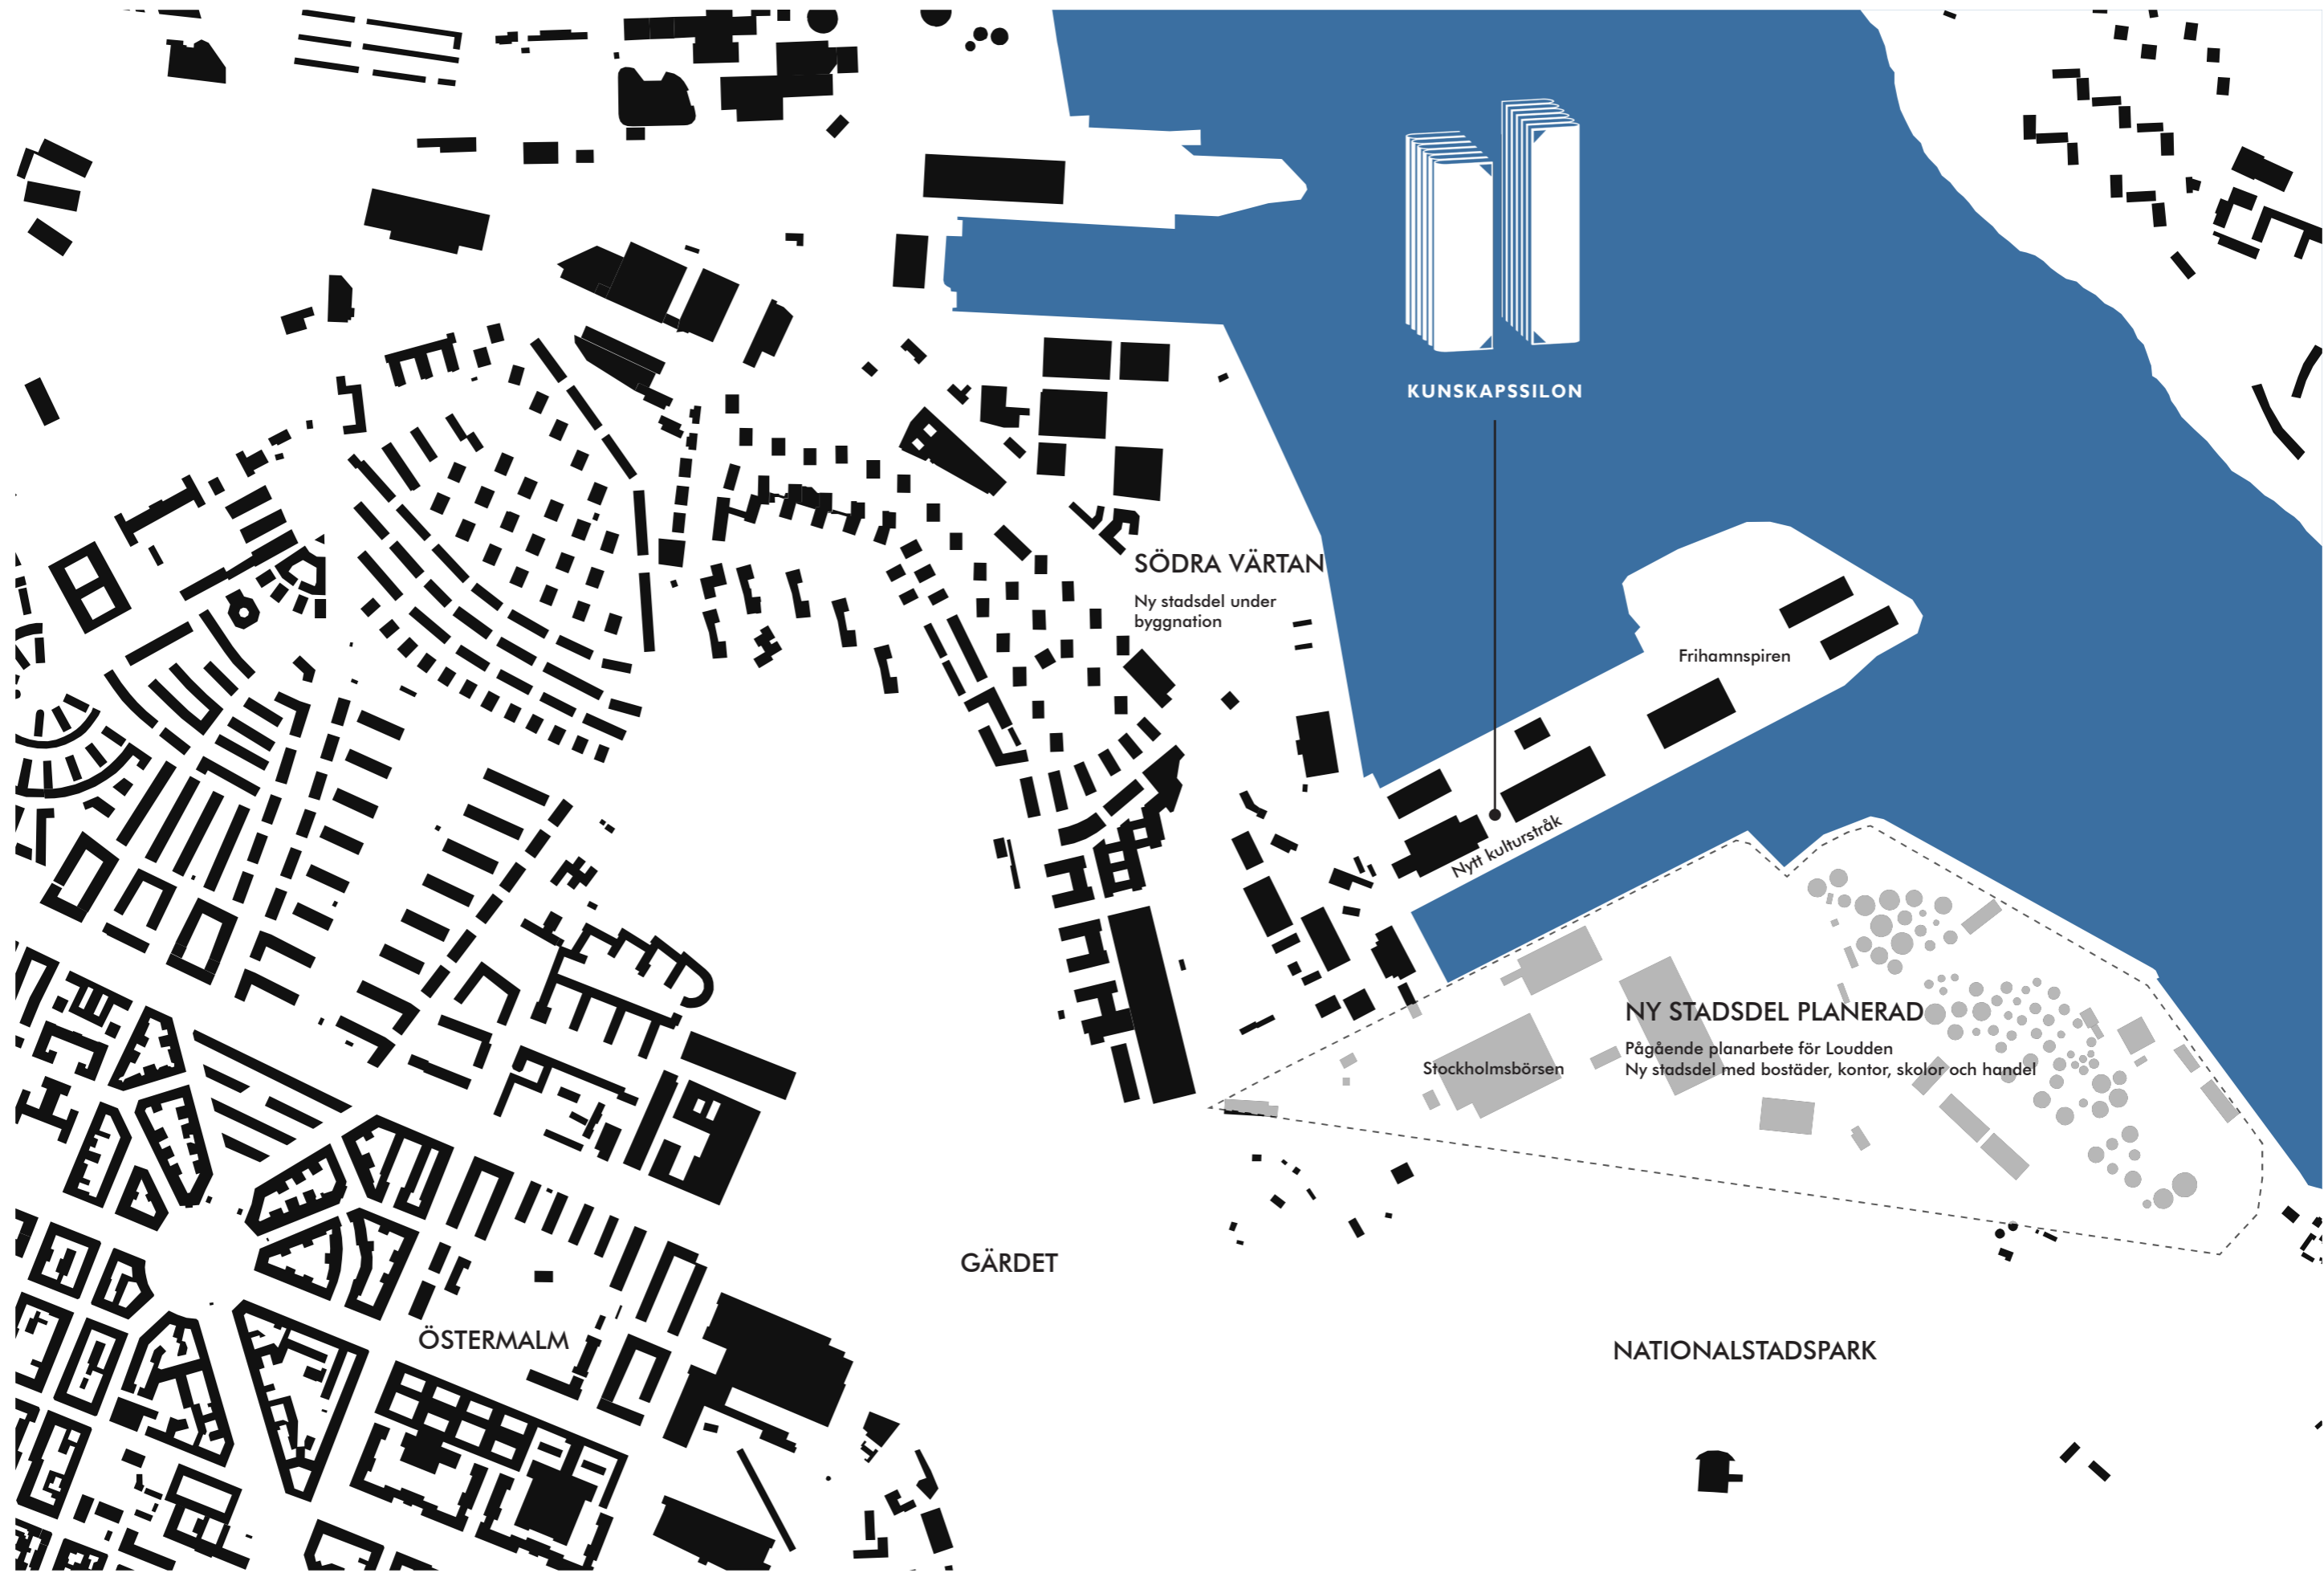 KUNSKAPSSILON
SÖDRA VÄRTAN
Ny stadsdel under
byggnation
Frihamnspiren
Nytt kulturstråk
NY STADSDEL PLANERAD
Pågående planarbete för Loudden
Ny stadsdel med bostäder, kontor, skolor och handel
Stockholmsbörsen
GÄRDET
ÖSTERMALM
NATIONALSTADSPARK